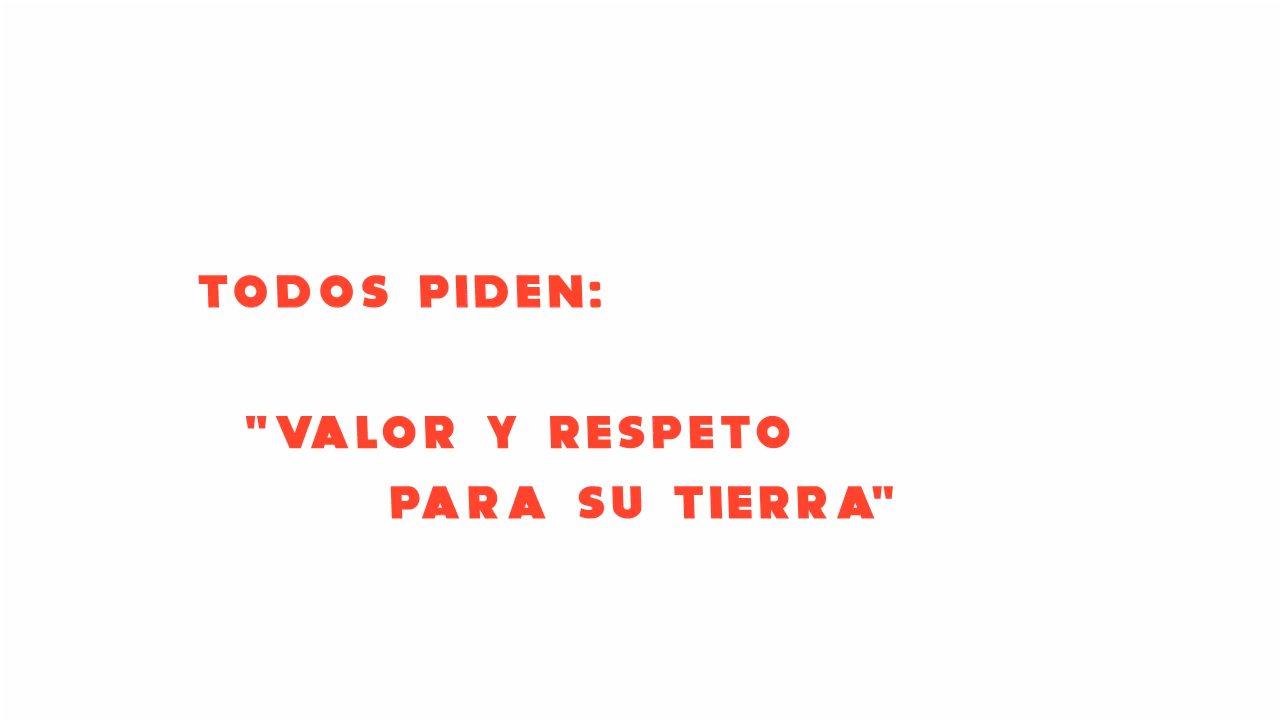 TODOS PIDEN:
"VALOR Y RESPETO
PARA SU TIERRA"